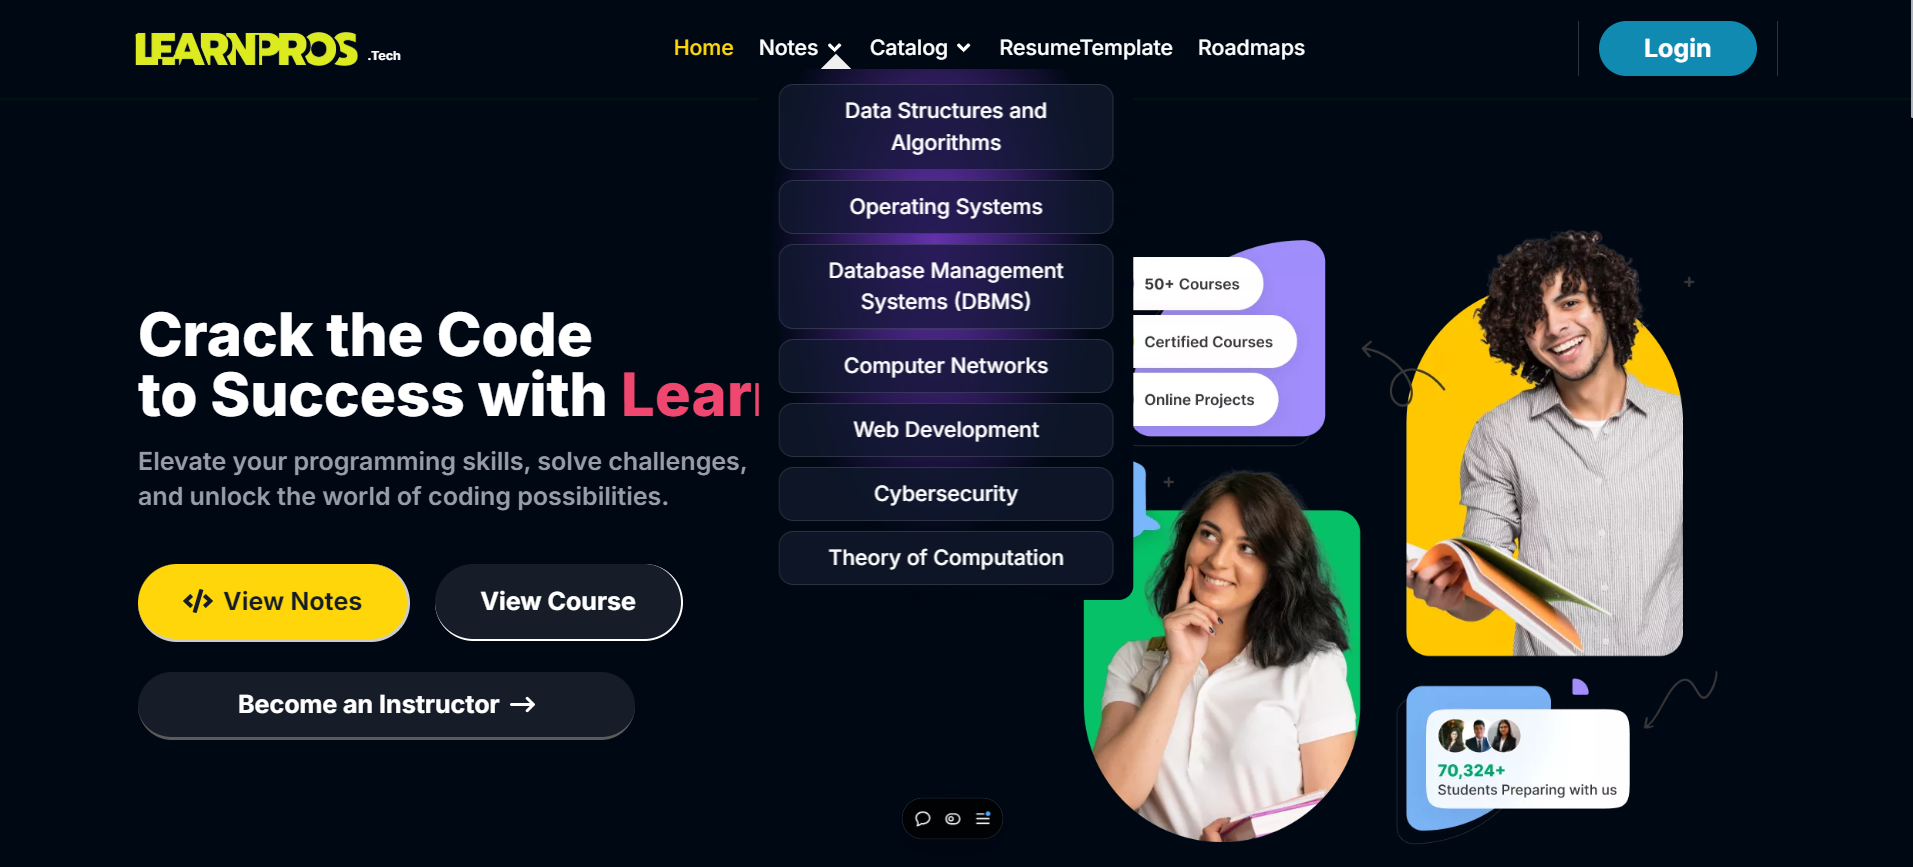 LEARNPROS .Tech
Home Notes Catalog ResumeTemplate Roadmaps
Login
Data Structures and
Algorithms
Operating Systems
Database Management
Systems (DBMS)
Computer Networks
Web Development
Cybersecurity
Theory of Computation
Crack the Code
to Success with Lear
Elevate your programming skills, solve challenges,
and unlock the world of coding possibilities.
</> View Notes
View Course
Become an Instructor →
50+ Courses
Certified Courses
Online Projects
70,324+
Students Preparing with us